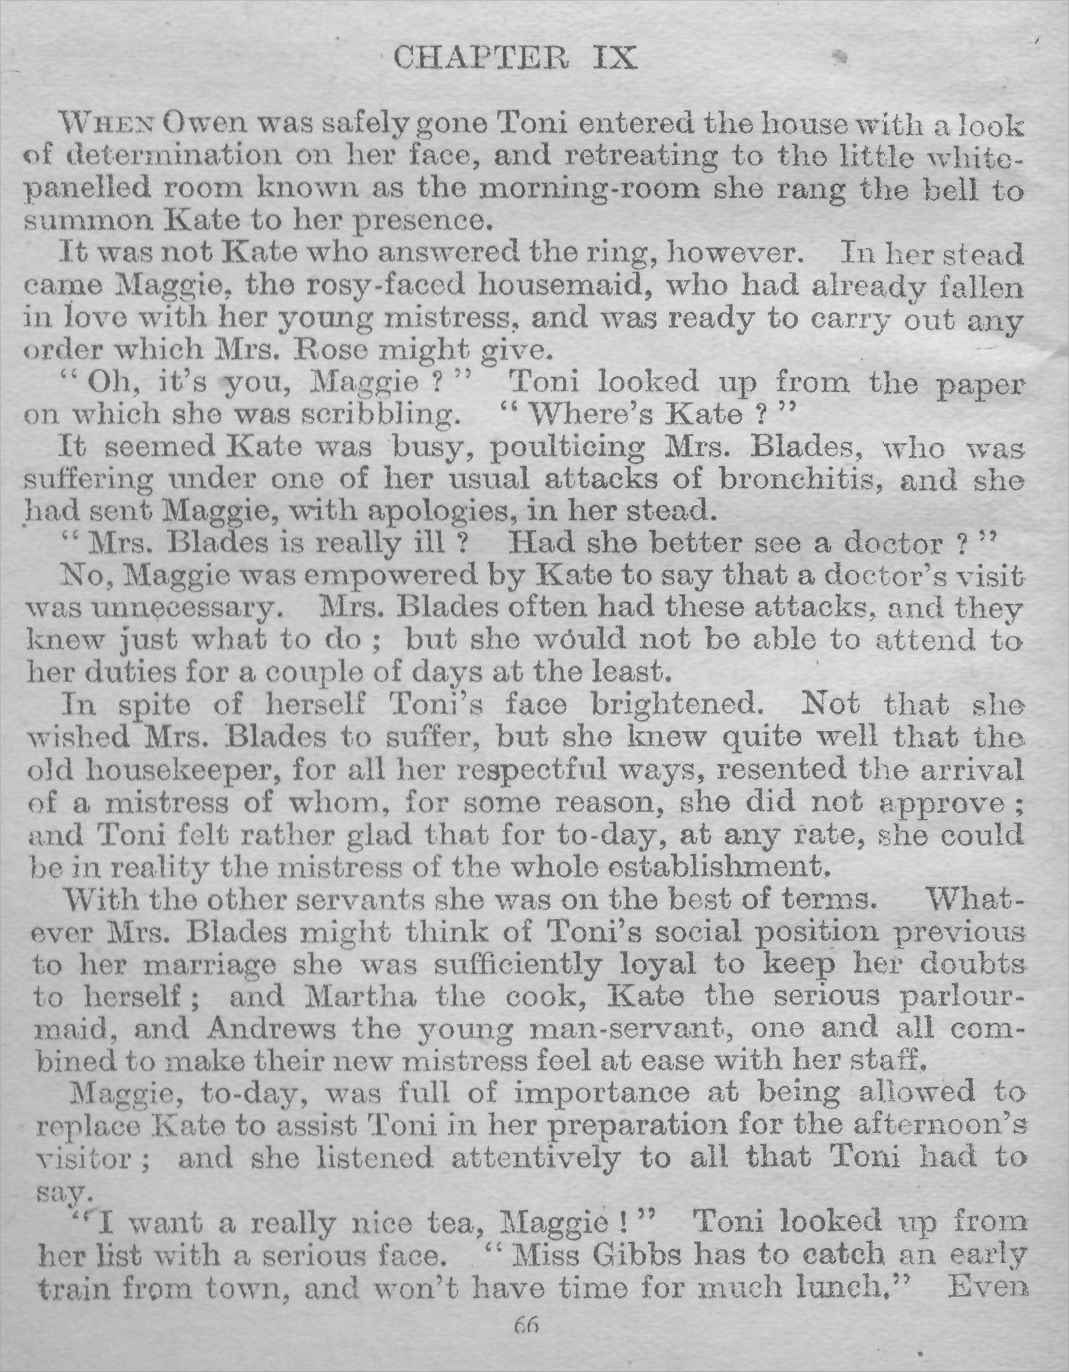 CHAPTER IX
WHEN Owen was safely gone Toni entered the house with a look
of determination on her face, and retreating to the little white-
panelled room known as the morning-room she rang the bell to
summon Kate to her presence.
It was not Kate who answered the ring, however. In her stead
came Maggie, the rosy-faced housemaid, who had already fallen
in love with her young mistress, and was ready to carry out any
order which Mrs. Rose might give.
“ Oh, it’s you, Maggie ? ” Toni looked up from the paper
on which she was scribbling. “ Where’s Kate ? ”
It seemed Kate was busy, poulticing Mrs. Blades, who was
suffering under one of her usual attacks of bronchitis, and she
had sent Maggie, with apologies, in her stead.
“ Mrs. Blades is really ill ? Had she better see a doctor ? ”
No, Maggie was empowered by Kate to say that a doctor’s visit
was unnecessary. Mrs. Blades often had these attacks, and they
knew just what to do ; but she would not be able to attend to
her duties for a couple of days at the least.
In spite of herself Toni’s face brightened. Not that she
wished Mrs. Blades to suffer, but she knew quite well that the
old housekeeper, for all her respectful ways, resented the arrival
of a mistress of whom, for some reason, she did not approve ;
and Toni felt rather glad that for to-day, at any rate, she could
be in reality the mistress of the whole establishment.
With the other servants she was on the best of terms. What-
ever Mrs. Blades might think of Toni’s social position previous
to her marriage she was sufficiently loyal to keep her doubts
to herself ; and Martha the cook, Kate the serious parlour-
maid, and Andrews the young man-servant, one and all com-
bined to make their new mistress feel at ease with her staff.
Maggie, to-day, was full of importance at being allowed to
replace Kate to assist Toni in her preparation for the afternoon’s
visitor ; and she listened attentively to all that Toni had to
say.
“ I want a really nice tea, Maggie ! ” Toni looked up from
her list with a serious face. “ Miss Gibbs has to catch an early
train from town, and won’t have time for much lunch.” Even
66